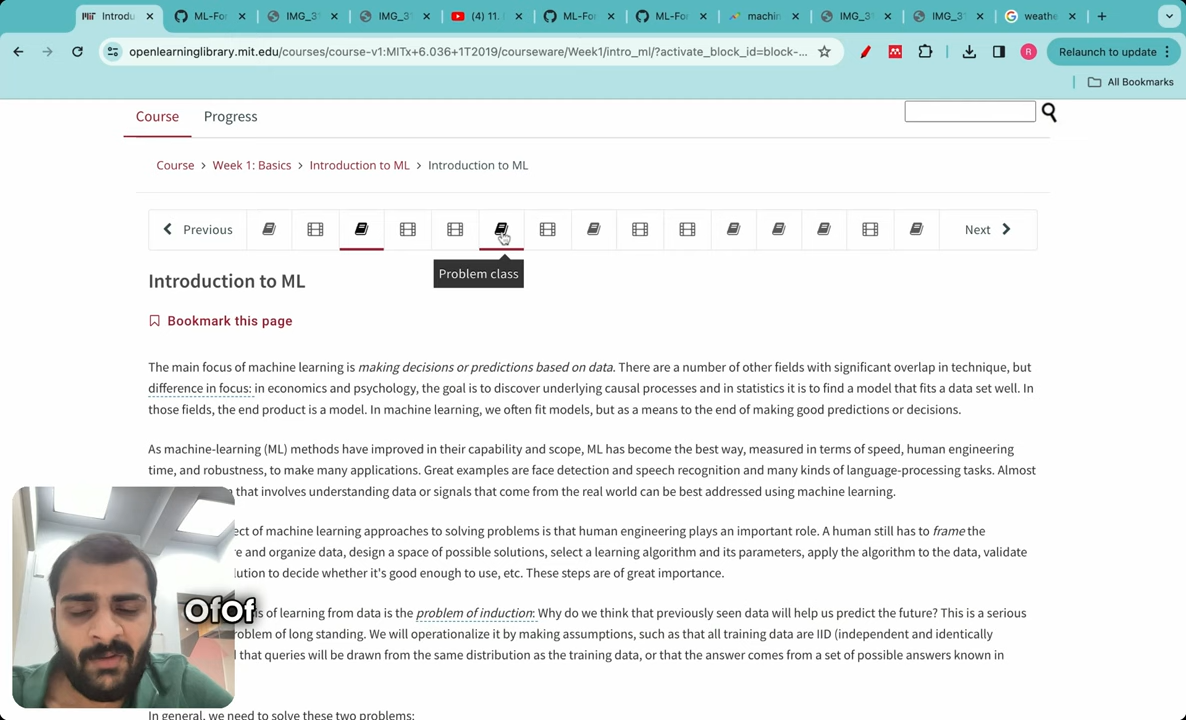 Introdu
ML-For
IMG_3
IMG_3
(4) 11.
ML-For
ML-For
machin
IMG_3
IMG_3
weathe
openlearninglibrary.mit.edu/courses/course-v1:MITx+6.036+1T2019/courseware/Week1/intro_ml/?activate_block_id=block-...
R
Relaunch to update
All Bookmarks
Course
Progress
Course > Week 1: Basics > Introduction to ML > Introduction to ML
Previous
Next
Problem class
Introduction to ML
Bookmark this page
The main focus of machine learning is making decisions or predictions based on data. There are a number of other fields with significant overlap in technique, but
difference in focus: in economics and psychology, the goal is to discover underlying causal processes and in statistics it is to find a model that fits a data set well. In
those fields, the end product is a model. In machine learning, we often fit models, but as a means to the end of making good predictions or decisions.
As machine-learning (ML) methods have improved in their capability and scope, ML has become the best way, measured in terms of speed, human engineering
time, and robustness, to make many applications. Great examples are face detection and speech recognition and many kinds of language-processing tasks. Almost
that involves understanding data or signals that come from the real world can be best addressed using machine learning.
ect of machine learning approaches to solving problems is that human engineering plays an important role. A human still has to frame the
e and organize data, design a space of possible solutions, select a learning algorithm and its parameters, apply the algorithm to the data, validate
lution to decide whether it's good enough to use, etc. These steps are of great importance.
ofof
s of learning from data is the problem of induction: Why do we think that previously seen data will help us predict the future? This is a serious
roblem of long standing. We will operationalize it by making assumptions, such as that all training data are IID (independent and identically
d that queries will be drawn from the same distribution as the training data, or that the answer comes from a set of possible answers known in
In general, we need to solve these two problems: